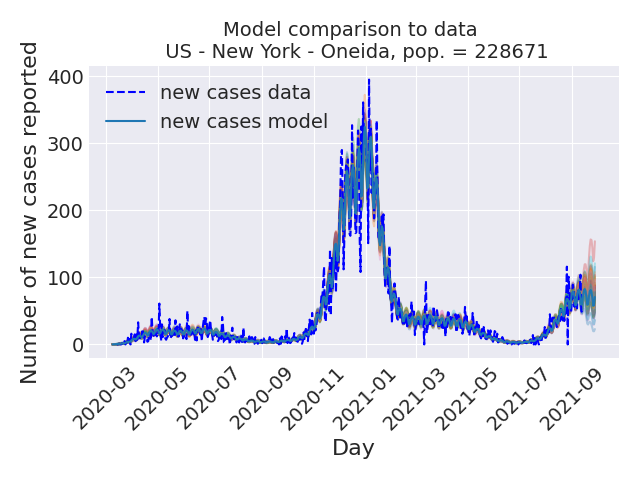 Model comparison to data
US - New York - Oneida, pop. = 228671
Number of new cases reported
400
300
200
100
0
new cases data
new cases model
2020-03
2020-05
2020-07
2020-09
2020-11
2021-01
2021-03
2021-05
2021-07
2021-09
Day